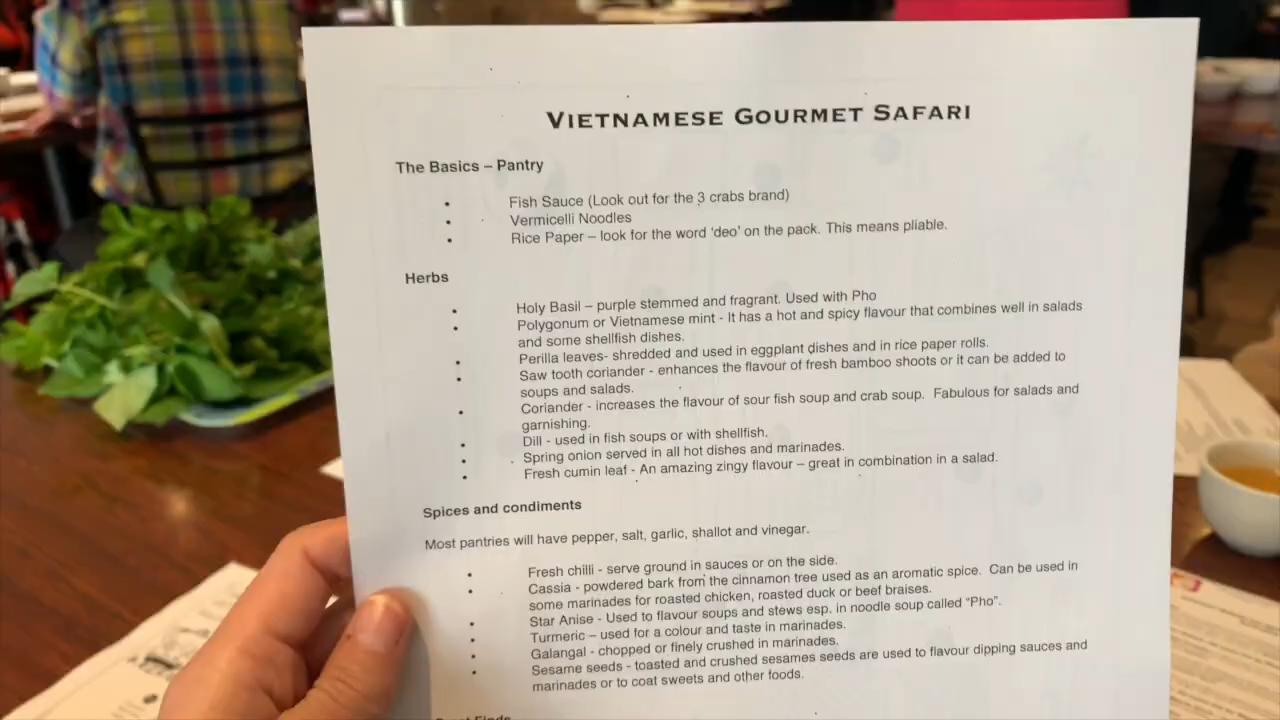 VIETNAMESE GOURMET SAFARI
The Basics – Pantry
• Fish Sauce (Look out for the 3 crabs brand)
• Vermicelli Noodles
• Rice Paper – look for the word ‘deo’ on the pack. This means pliable.
Herbs
• Holy Basil – purple stemmed and fragrant. Used with Pho
• Polygonum or Vietnamese mint - It has a hot and spicy flavour that combines well in salads
and some shellfish dishes.
• Perilla leaves- shredded and used in eggplant dishes and in rice paper rolls.
• Saw tooth coriander - enhances the flavour of fresh bamboo shoots or it can be added to
soups and salads.
• Coriander - increases the flavour of sour fish soup and crab soup. Fabulous for salads and
garnishing.
• Dill - used in fish soups or with shellfish.
• Spring onion served in all hot dishes and marinades.
• Fresh cumin leaf - An amazing zingy flavour – great in combination in a salad.
Spices and condiments
Most pantries will have pepper, salt, garlic, shallot and vinegar.
• Fresh chilli - serve ground in sauces or on the side.
• Cassia - powdered bark from the cinnamon tree used as an aromatic spice. Can be used in
some marinades for roasted chicken, roasted duck or beef braises.
• Star Anise - Used to flavour soups and stews esp. in noodle soup called “Pho”.
• Turmeric – used for a colour and taste in marinades.
• Galangal - chopped or finely crushed in marinades.
• Sesame seeds - toasted and crushed sesames seeds are used to flavour dipping sauces and
marinades or to coat sweets and other foods.